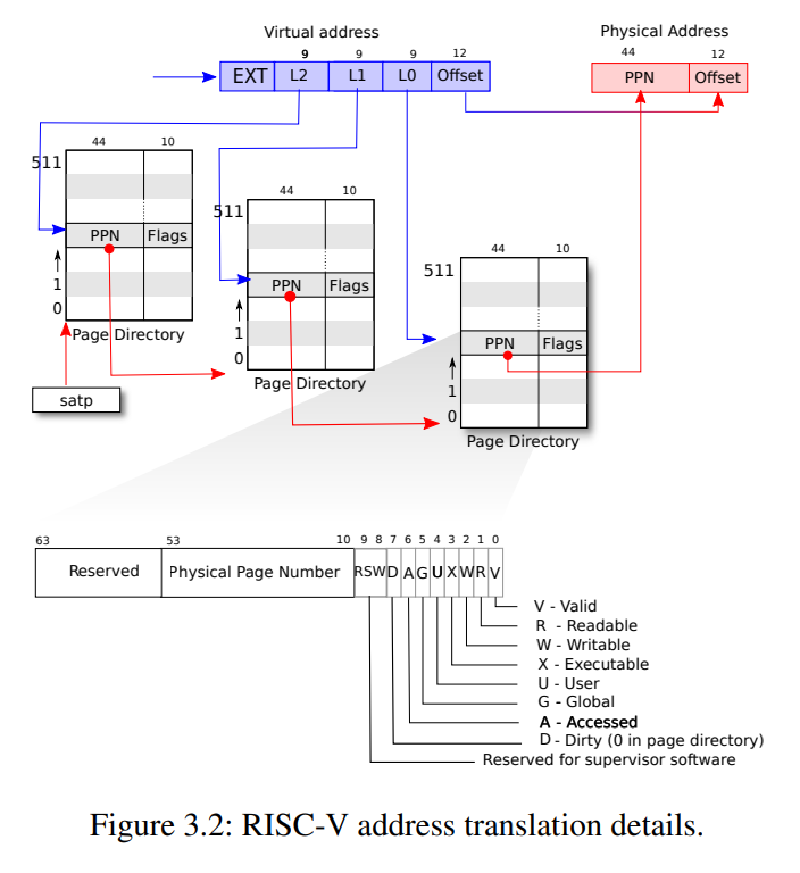 Virtual address
Physical Address
9 9 9 12
44 12
EXT L2 L1 L0 Offset
PPN Offset
44 10
511
PPN Flags
1
0
Page Directory
satp
44 10
511
PPN Flags
1
0
Page Directory
44 10
511
PPN Flags
1
0
Page Directory
63 53 10 9 8 7 6 5 4 3 2 1 0
Reserved Physical Page Number RSW D A G U X W R V
V - Valid
R - Readable
W - Writable
X - Executable
U - User
G - Global
A - Accessed
D - Dirty (0 in page directory)
Reserved for supervisor software
Figure 3.2: RISC-V address translation details.